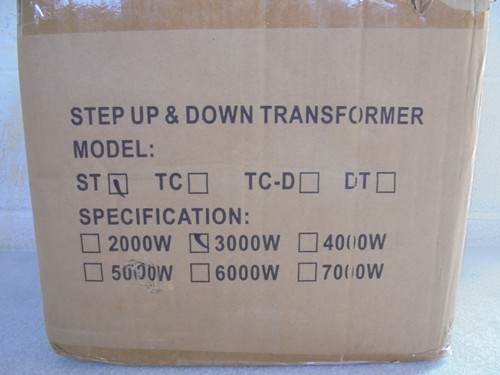 STEP UP & DOWN TRANSFORMER
MODEL:
ST TC TC-D DT
SPECIFICATION:
2000W 3000W 4000W
5000W 6000W 7000W